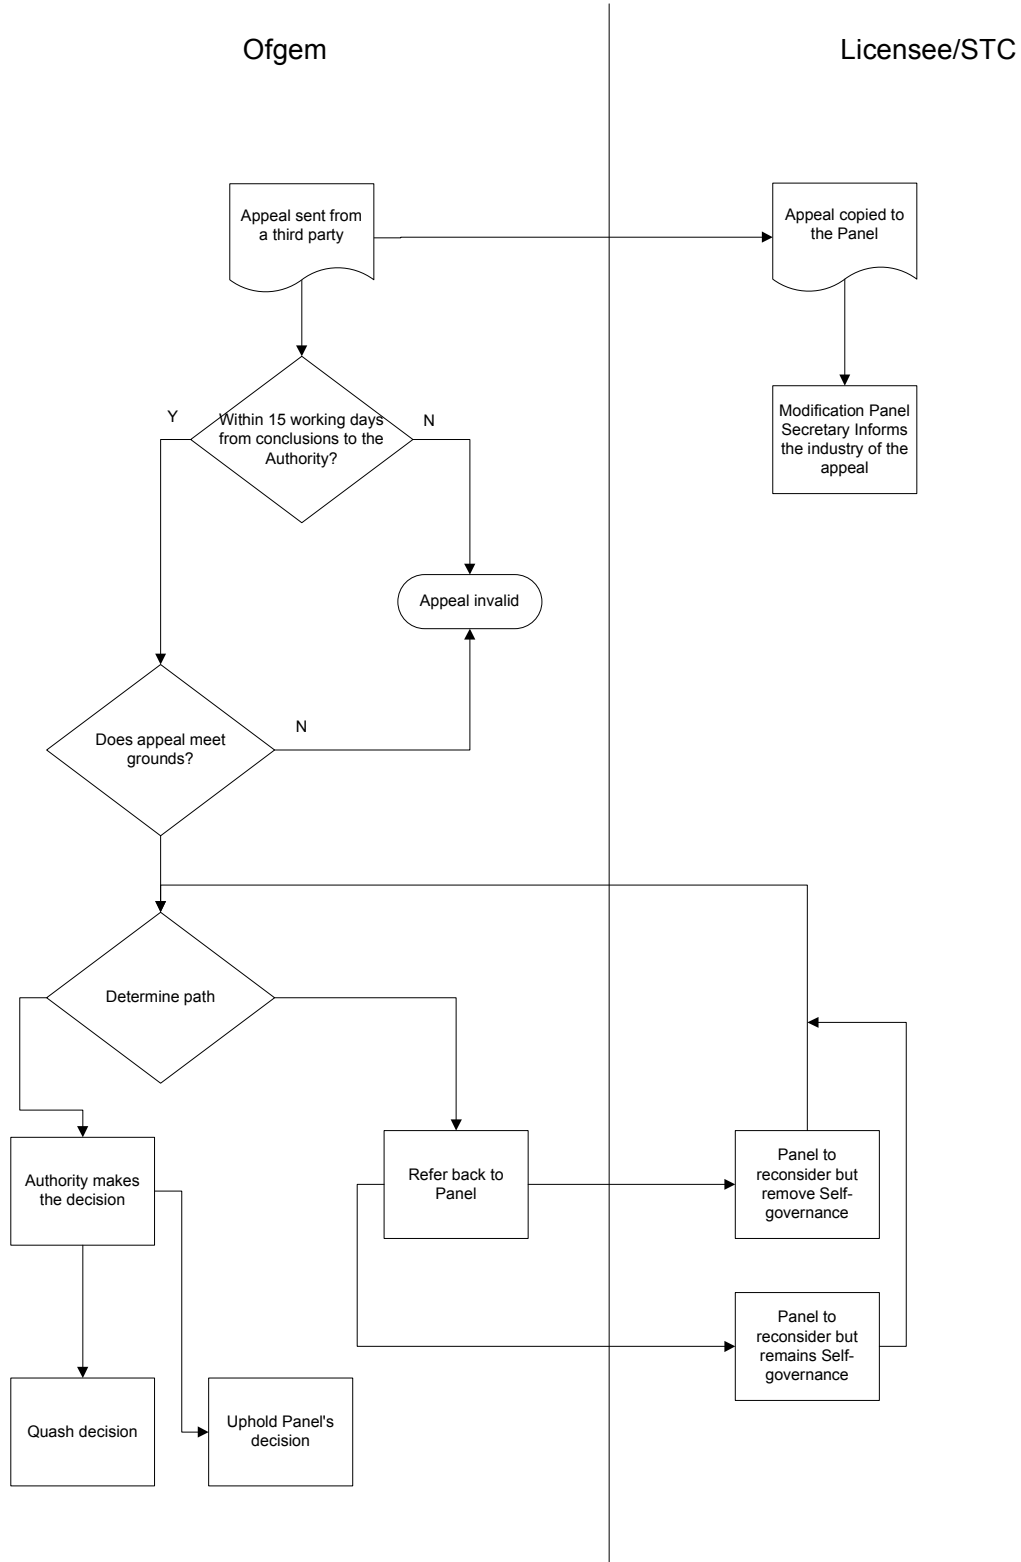 Ofgem
Licensee/STC
Appeal sent from
a third party
Appeal copied to
the Panel
Y
Within 15 working days
from conclusions to the
Authority?
N
Modification Panel
Secretary Informs
the industry of the
appeal
Appeal invalid
Does appeal meet
grounds?
N
Determine path
Authority makes
the decision
Refer back to
Panel
Panel to
reconsider but
remove Self-
governance
Panel to
reconsider but
remains Self-
governance
Quash decision
Uphold Panel's
decision